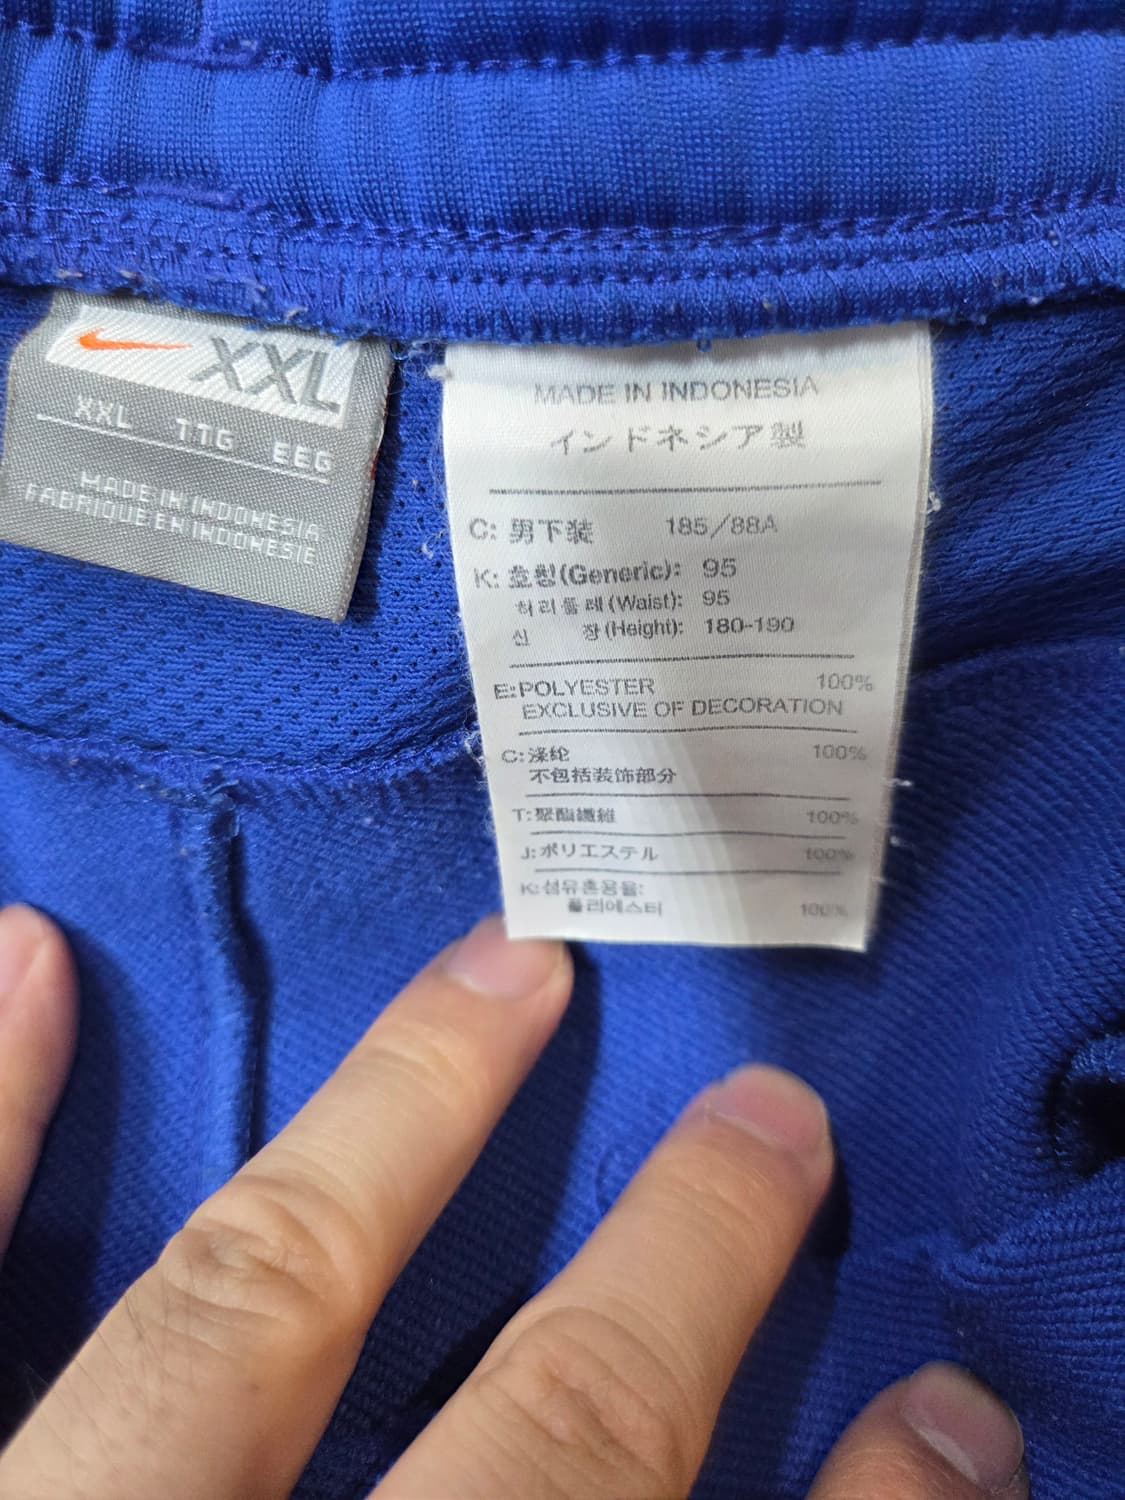 XXL
XXL TTG EEG
MADE IN INDONESIA
FABRIQUE EN INDONESIE
MADE IN INDONESIA
インドネシア製
C: 男下装 185/88A
K: 호칭(Generic): 95
허리둘레(Waist): 95
신 장(Height): 180-190
E:POLYESTER 100%
EXCLUSIVE OF DECORATION
C:涤纶 100%
不包括装饰部分
T:聚酯纖維 100%
J:ポリエステル 100%
K:섬유혼용율:
폴리에스터 100%